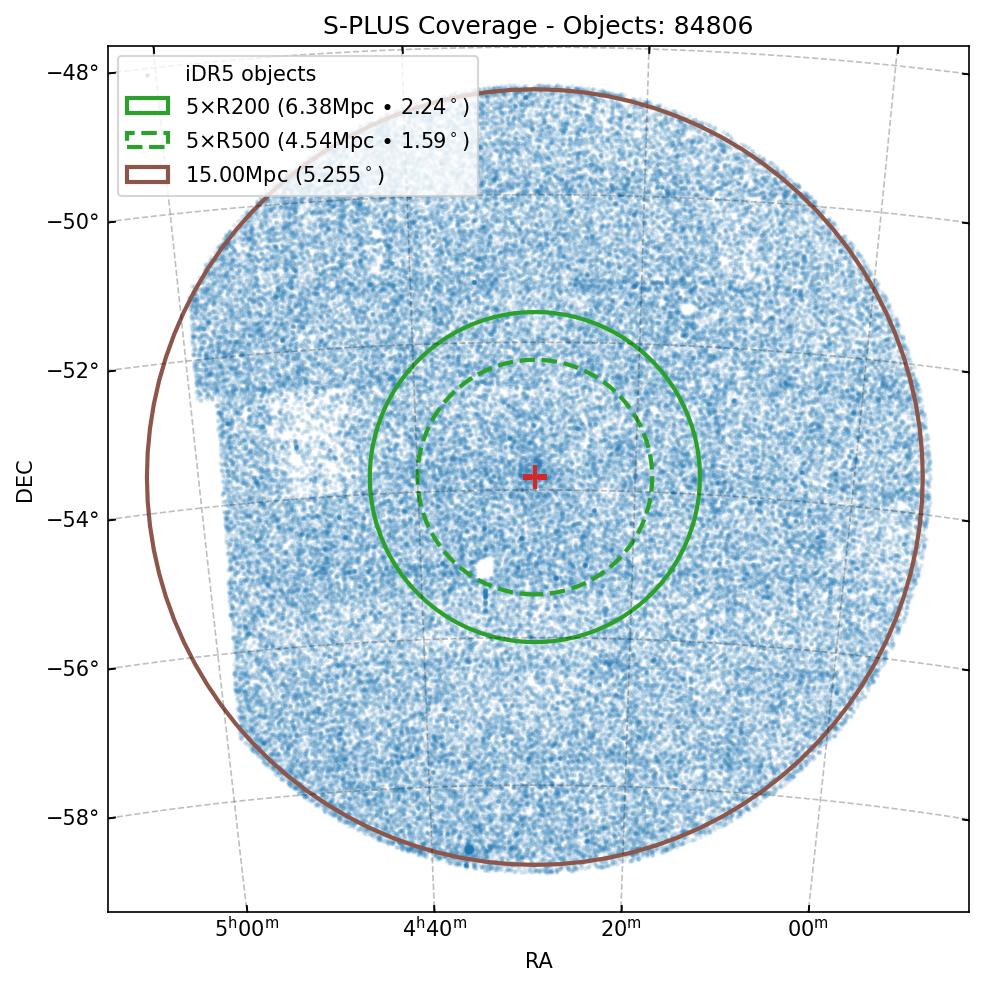 S-PLUS Coverage - Objects: 84806
iDR5 objects
5×R200 (6.38Mpc • 2.24°)
5×R500 (4.54Mpc • 1.59°)
15.00Mpc (5.255°)
−48°
−50°
−52°
−54°
−56°
−58°
DEC
5h00m 4h40m 20m 00m
RA